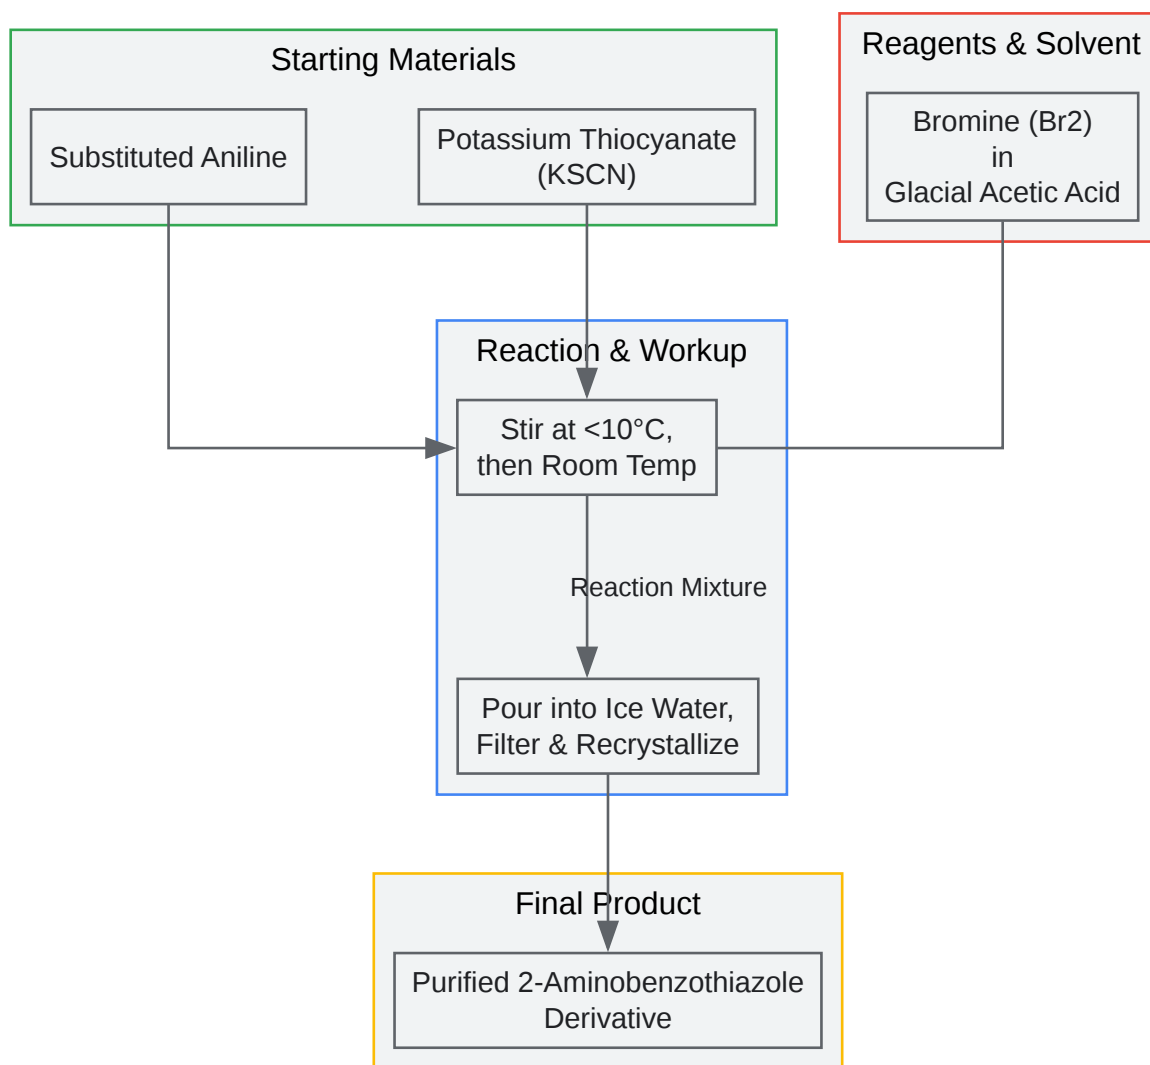 Starting Materials
Substituted Aniline
Potassium Thiocyanate
(KSCN)
Reagents & Solvent
Bromine (Br2)
in
Glacial Acetic Acid
Reaction & Workup
Stir at <10°C,
then Room Temp
Reaction Mixture
Pour into Ice Water,
Filter & Recrystallize
Final Product
Purified 2-Aminobenzothiazole
Derivative